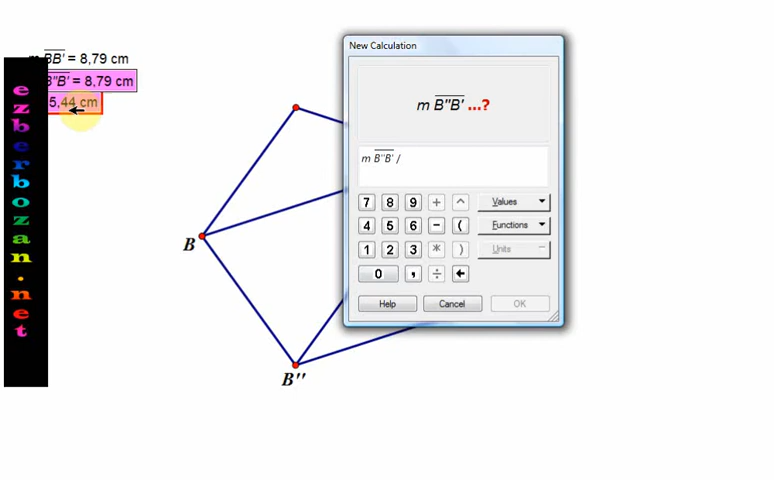 m BB' = 8,79 cm
B"B' = 8,79 cm
5,44 cm
ezberbozan.net
B
B"
New Calculation
m B"B' ...?
m B"B' /
7 8 9 + ^ Values
4 5 6 - ( Functions
1 2 3 * ) Units
0 , ÷ ←
Help Cancel OK